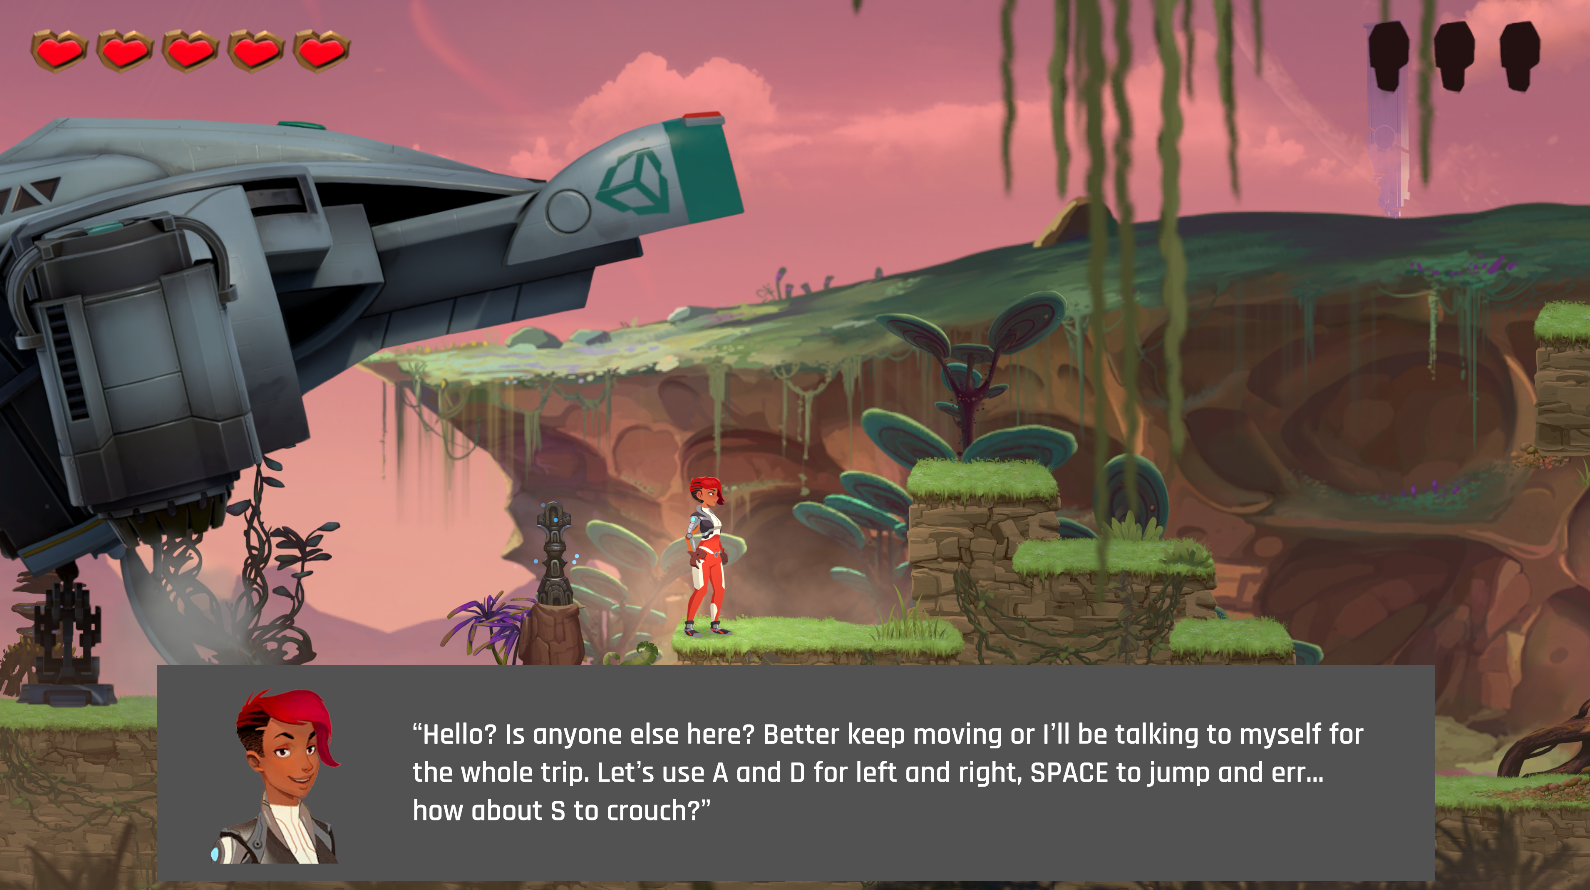 “Hello? Is anyone else here? Better keep moving or I’ll be talking to myself for
the whole trip. Let’s use A and D for left and right, SPACE to jump and err...
how about S to crouch?”